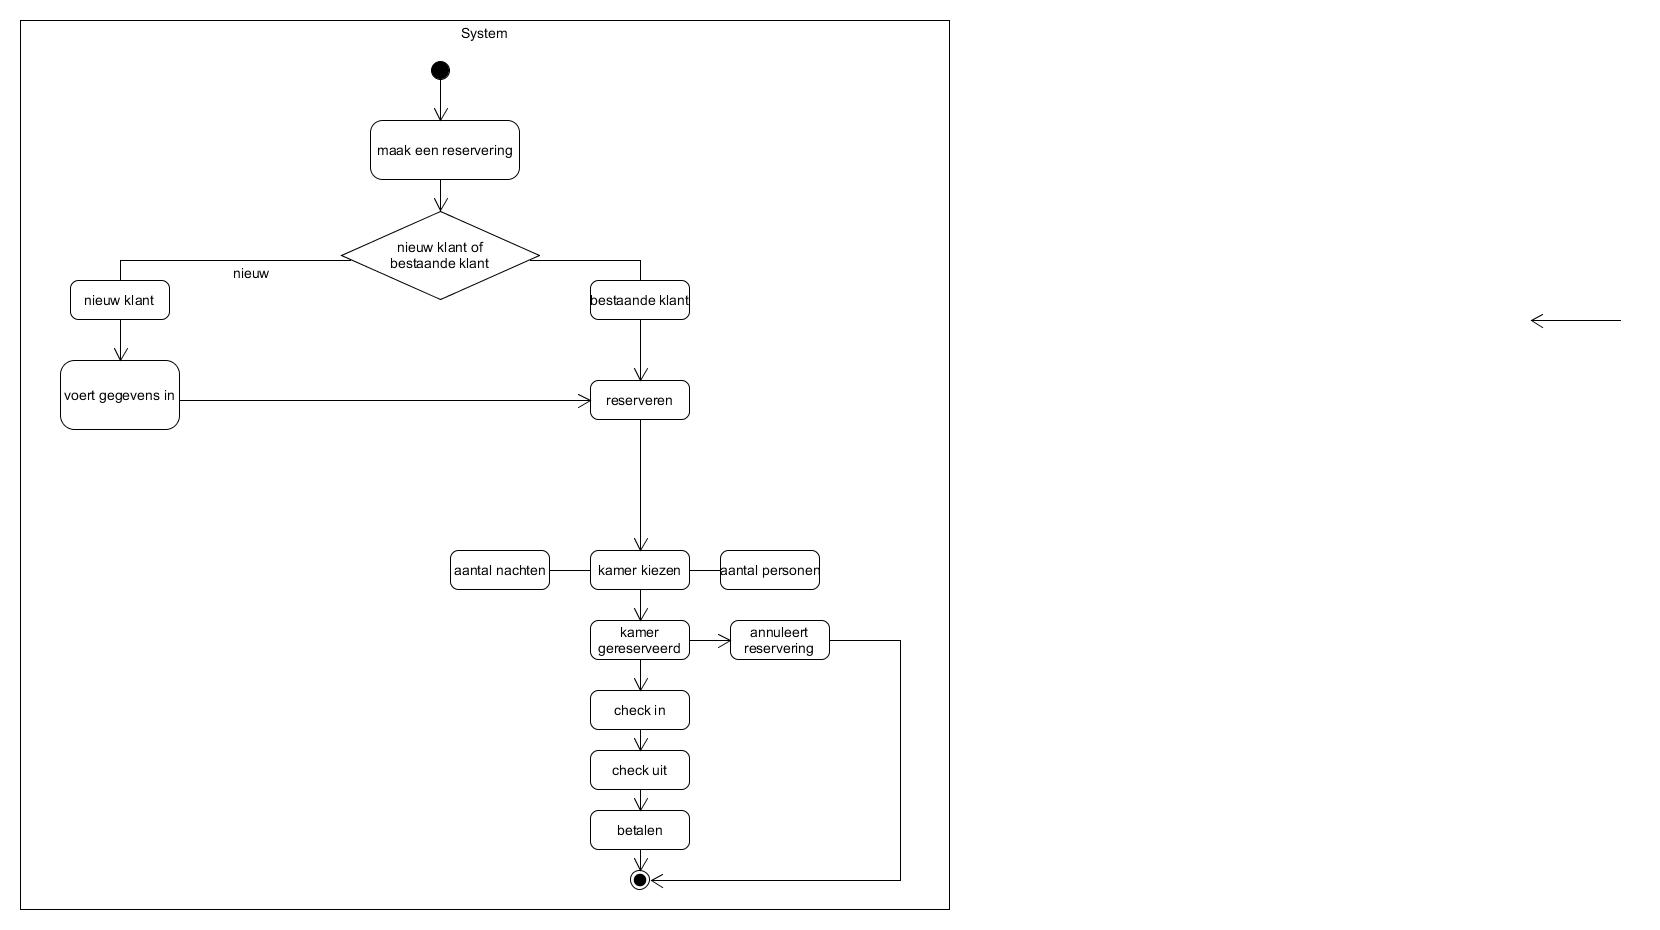 System
maak een reservering
nieuw klant of
bestaande klant
nieuw
nieuw klant
bestaande klant
voert gegevens in
reserveren
aantal nachten
kamer kiezen
aantal personen
kamer
gereserveerd
annuleert
reservering
check in
check uit
betalen